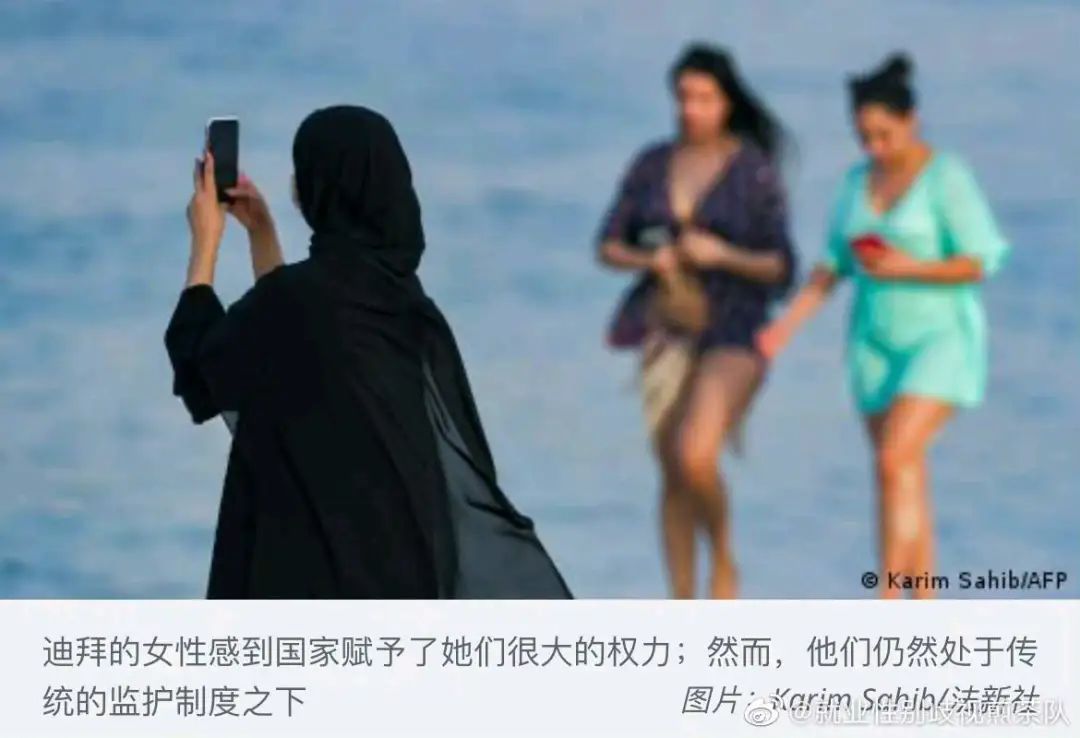 © Karim Sahib/AFP
迪拜的女性感到国家赋予了她们很大的权力；然而，他们仍然处于传
统的监护制度之下
图片：Karim Sahib/法新社
@就业性别歧视煎茶队